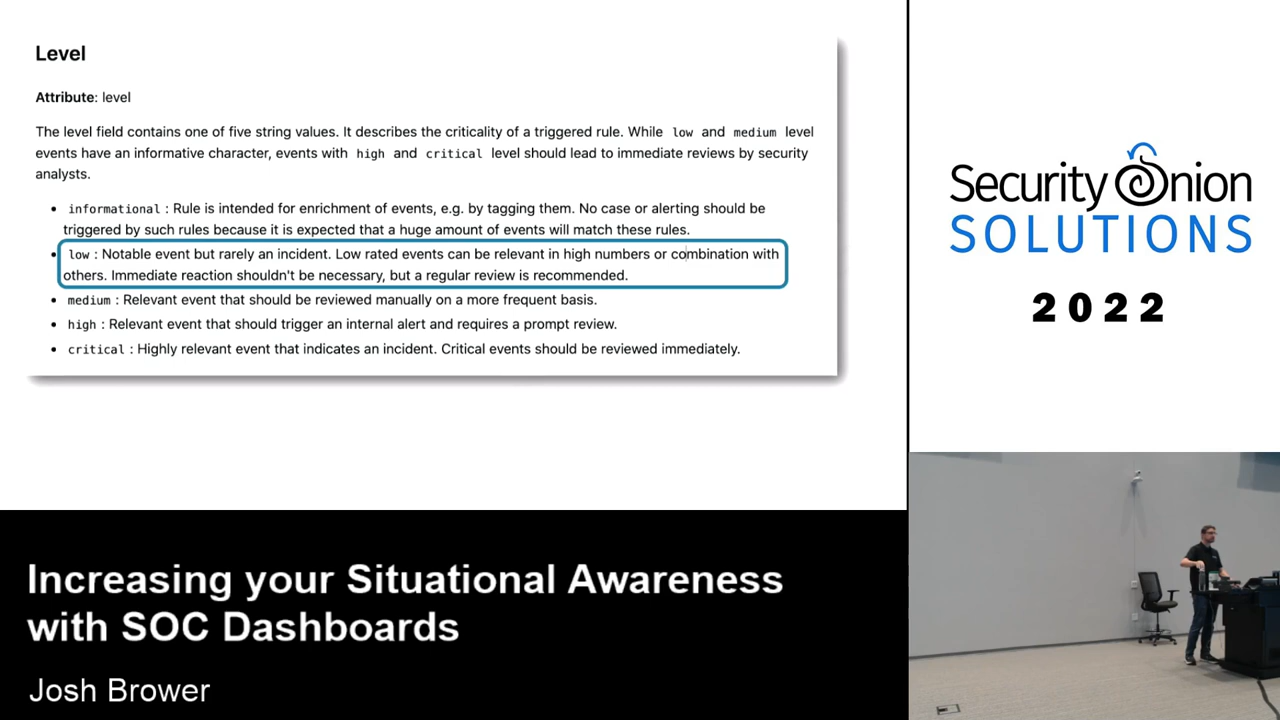 Level
Attribute: level
The level field contains one of five string values. It describes the criticality of a triggered rule. While low and medium level
events have an informative character, events with high and critical level should lead to immediate reviews by security
analysts.
• informational : Rule is intended for enrichment of events, e.g. by tagging them. No case or alerting should be
triggered by such rules because it is expected that a huge amount of events will match these rules.
• low : Notable event but rarely an incident. Low rated events can be relevant in high numbers or combination with
others. Immediate reaction shouldn't be necessary, but a regular review is recommended.
• medium : Relevant event that should be reviewed manually on a more frequent basis.
• high : Relevant event that should trigger an internal alert and requires a prompt review.
• critical : Highly relevant event that indicates an incident. Critical events should be reviewed immediately.
Security Onion
SOLUTIONS
2022
Increasing your Situational Awareness
with SOC Dashboards
Josh Brower